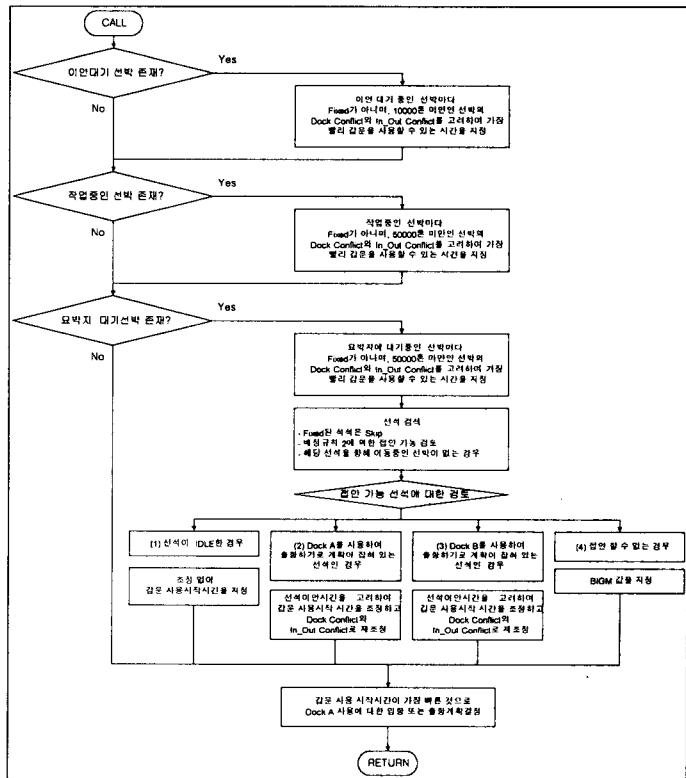 CALL
이안대기 선박 존재?
Yes
No
이안 대기 중인 선박마다
Fixed가 아니며, 10000톤 미만인 선박의
Dock Conflict와 In_Out Conflict를 고려하여 가장
빨리 갑문을 사용할 수 있는 시간을 지정
작업중인 선박 존재?
Yes
No
작업중인 선박마다
Fixed가 아니며, 50000톤 미만인 선박의
Dock Conflict와 In_Out Conflict를 고려하여 가장
빨리 갑문을 사용할 수 있는 시간을 지정
묘박지 대기선박 존재?
Yes
No
묘박지에 대기중인 선박마다
Fixed가 아니며, 50000톤 미만인 선박의
Dock Conflict와 In_Out Conflict를 고려하여 가장
빨리 갑문을 사용할 수 있는 시간을 지정
선석 검색
- Fixed된 선석은 Skip
- 배정규칙 2에 의한 접안 가능 검토
- 해당 선석을 향해 이동중인 선박이 없는 경우
접안 가능 선석에 대한 검토
(1) 선석이 IDLE한 경우
(2) Dock A를 사용하여
출항하기로 계획이 잡혀 있는
선석인 경우
(3) Dock B를 사용하여
출항하기로 계획이 잡혀 있는
선석인 경우
(4) 접안 할 수 없는 경우
조정 없이
갑문 사용시작시간을 지정
선석이안시간을 고려하여
갑문 사용시작 시간을 조정하고
Dock Conflict와
In_Out Conflict로 재조정
선석이안시간을 고려하여
갑문 사용시작 시간을 조정하고
Dock Conflict와
In_Out Conflict로 재조정
BIGM 값을 지정
갑문 사용 시작시간이 가장 빠른 것으로
Dock A 사용에 대한 입항 또는 출항계획결정
RETURN